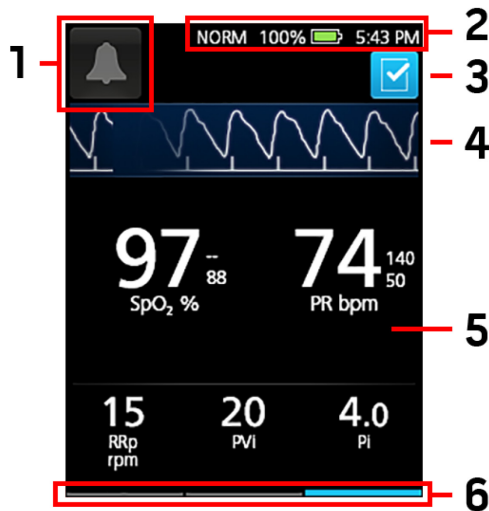 NORM 100% 5:43 PM
1 2 3 4 5 6
97 -- 88 74 140 50
SpO₂ % PR bpm
15 20 4.0
RRp PVi Pi
rpm